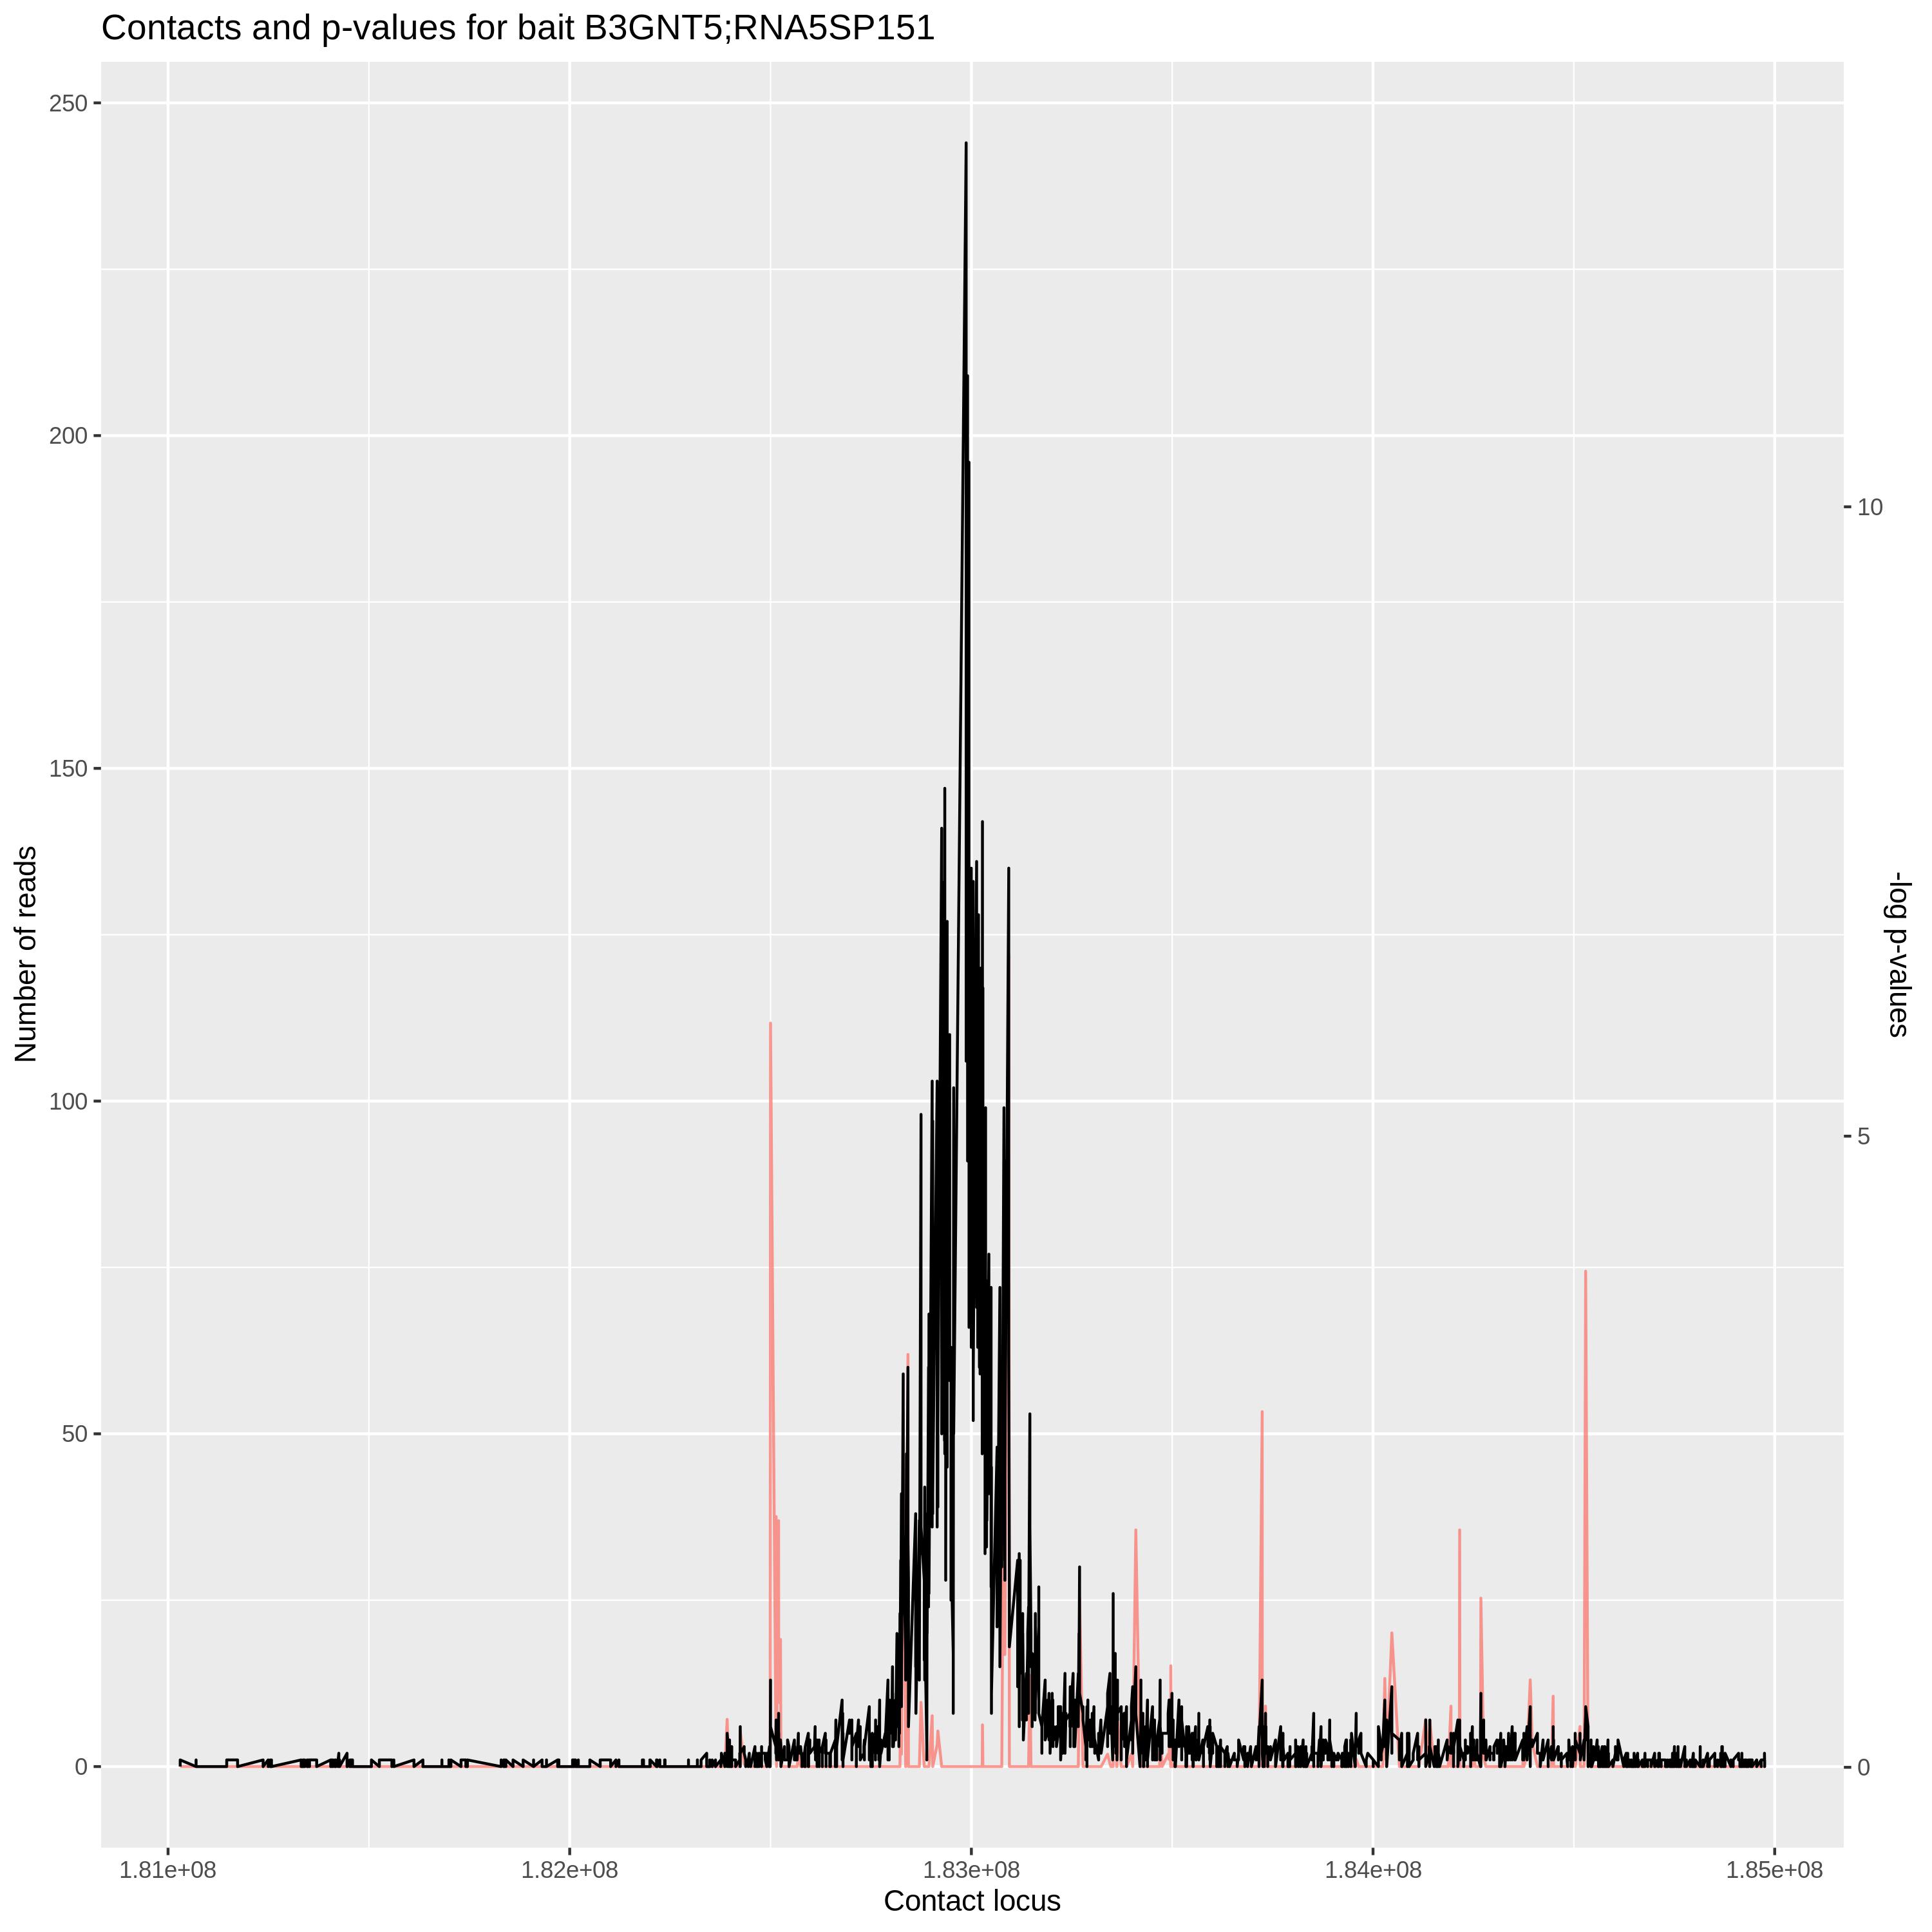 Contacts and p-values for bait B3GNT5;RNA5SP151
250
200
150
100
50
0
Number of reads
10
5
0
-log p-values
1.81e+08
1.82e+08
1.83e+08
1.84e+08
1.85e+08
Contact locus